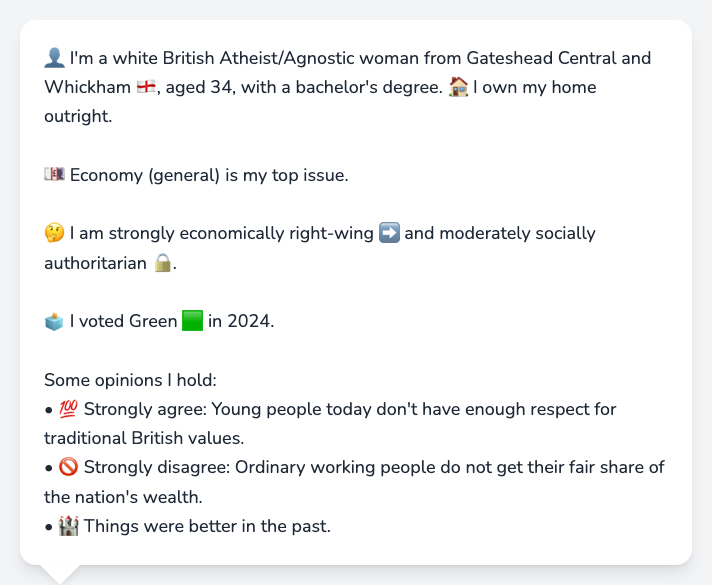 👤 I'm a white British Atheist/Agnostic woman from Gateshead Central and
Whickham 🏴󠁧󠁢󠁥󠁮󠁧󠁿, aged 34, with a bachelor's degree. 🏠 I own my home
outright.
💷 Economy (general) is my top issue.
🤔 I am strongly economically right-wing ➡️ and moderately socially
authoritarian 🔒.
🗳️ I voted Green 🟩 in 2024.
Some opinions I hold:
• 💯 Strongly agree: Young people today don't have enough respect for
traditional British values.
• 🚫 Strongly disagree: Ordinary working people do not get their fair share of
the nation's wealth.
• 🏰 Things were better in the past.